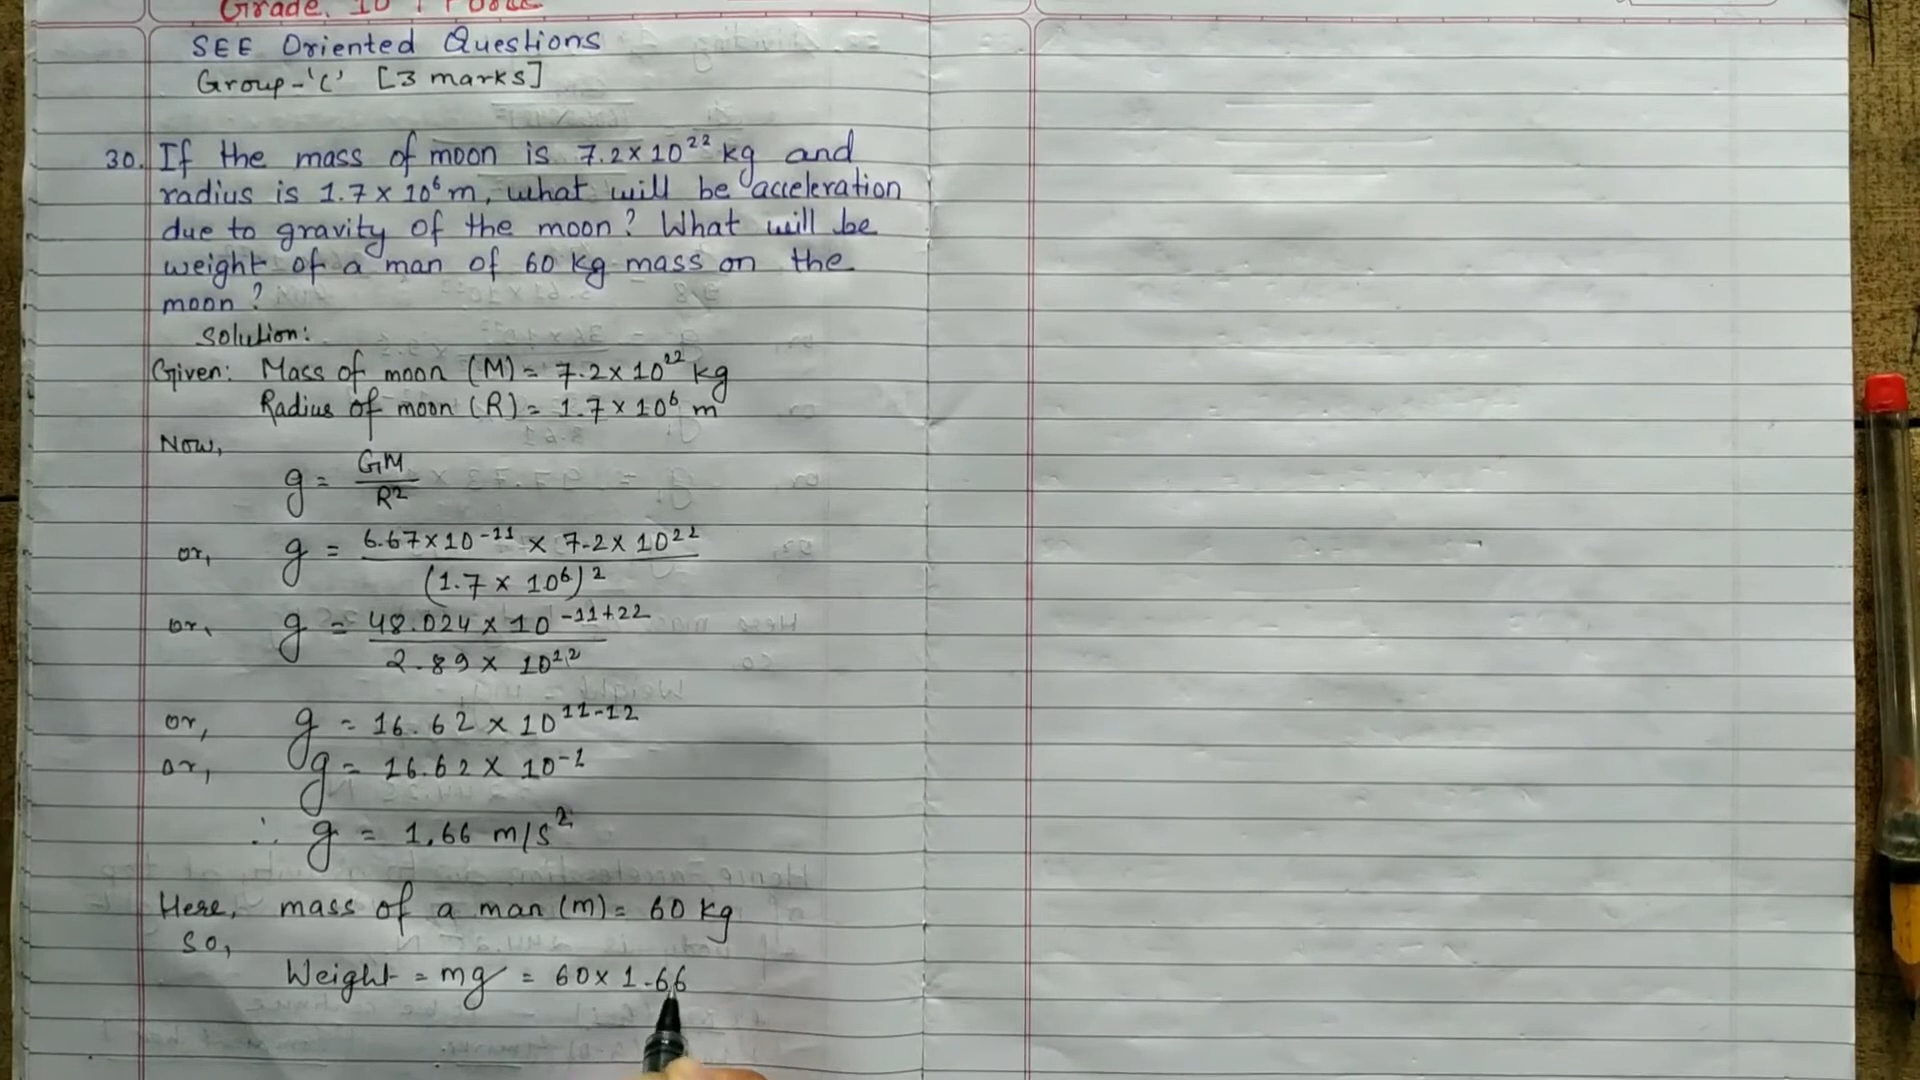 Grade. 10 : Force
SEE Oriented Questions
Group-'C' [3 marks]
30. If the mass of moon is 7.2 × 10²² kg and
radius is 1.7 × 10⁶ m, what will be acceleration
due to gravity of the moon? What will be
weight of a man of 60 kg mass on the
moon?
Solution:
Given: Mass of moon (M) = 7.2 × 10²² kg
Radius of moon (R) = 1.7 × 10⁶ m
Now,
g = GM / R²
or, g = 6.67×10⁻¹¹ × 7.2 × 10²² / (1.7 × 10⁶)²
or, g = 48.024 × 10⁻¹¹⁺²² / 2.89 × 10¹²
or, g = 16.62 × 10¹¹⁻¹²
or, g = 16.62 × 10⁻¹
∴ g = 1.66 m/s²
Here, mass of a man (m) = 60 kg
So,
Weight = mg = 60 × 1.66